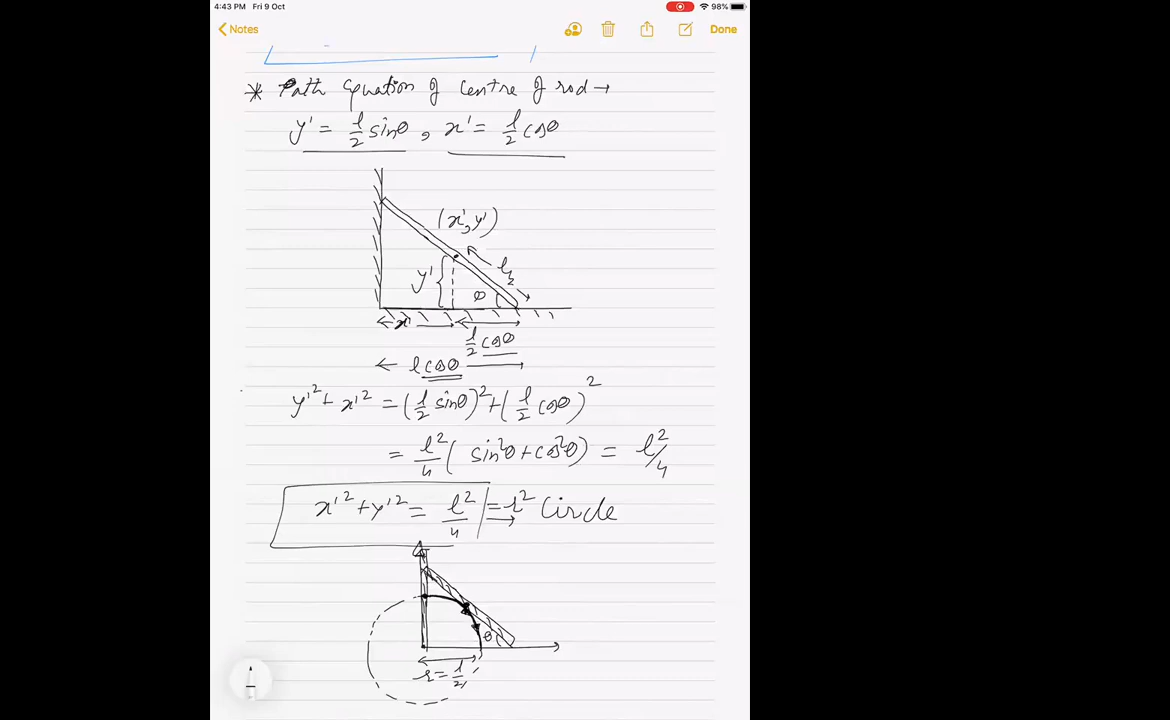 4:43 PM Fri 9 Oct 98%
Notes Done
* Path Equation of centre of rod →
y' = l/2 sinθ, x' = l/2 cosθ
(x', y')
l/2
y'
θ
x'
l/2 cosθ
l cosθ
y'² + x'² = (l/2 sinθ)² + (l/2 cosθ)²
= l²/4 (sin²θ + cos²θ) = l²/4
x'² + y'² = l²/4 = r² Circle
θ
r = l/2